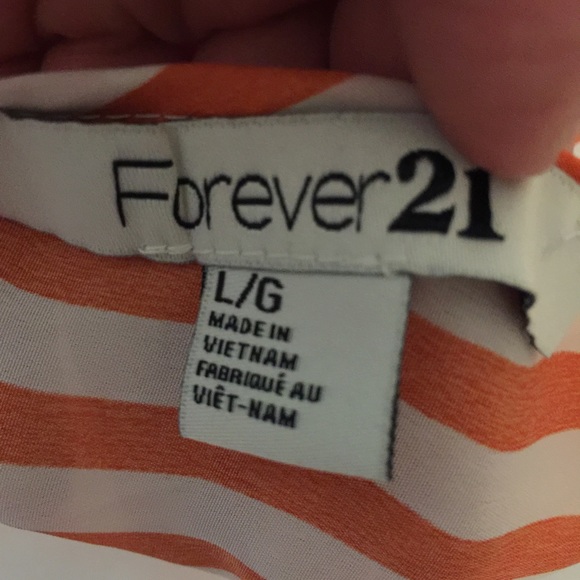 Forever21
L/G
MADE IN
VIETNAM
FABRIQUÉ AU
VIÊT-NAM